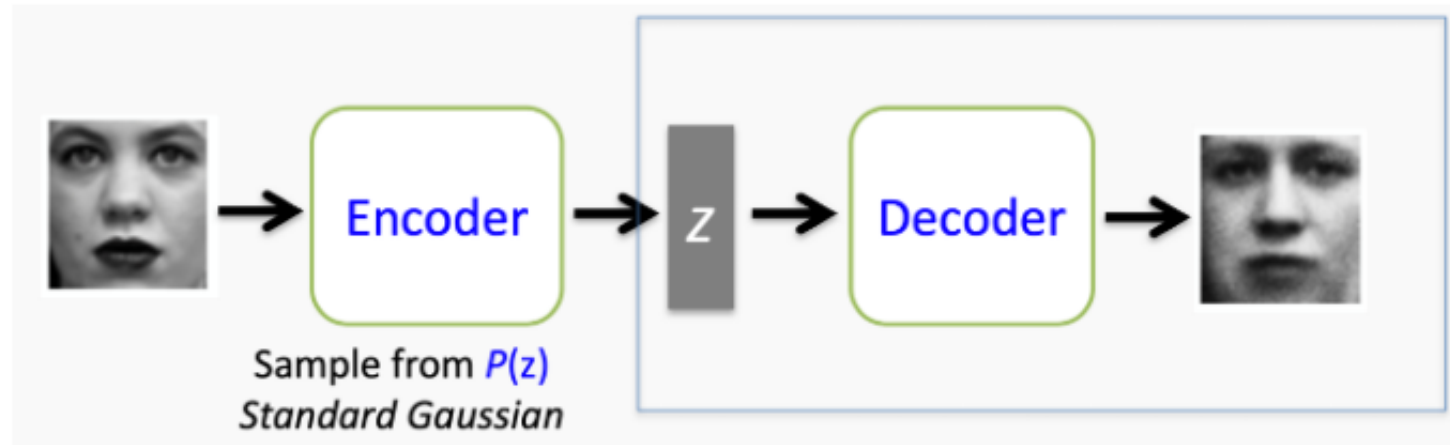 Encoder
z
Decoder
Sample from P(z)
Standard Gaussian